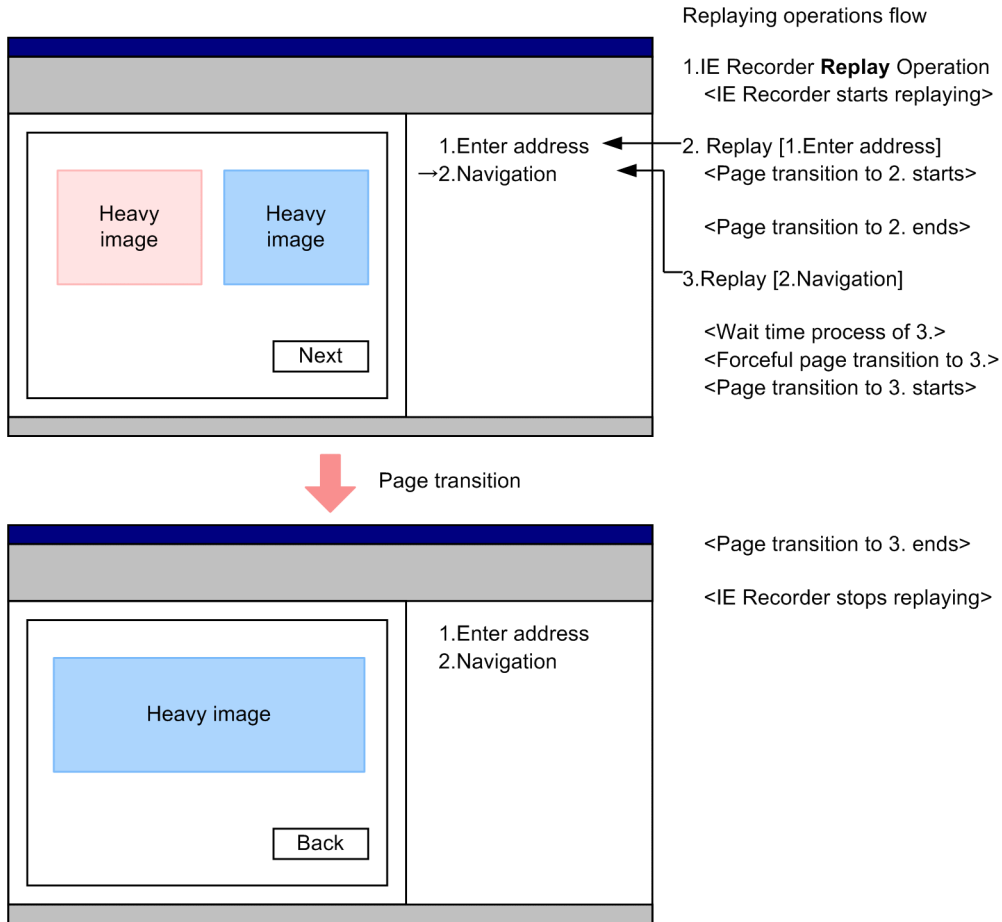 Replaying operations flow
1.IE Recorder Replay Operation
<IE Recorder starts replaying>
1.Enter address
2. Replay [1.Enter address]
→2.Navigation
<Page transition to 2. starts>
Heavy
image
Heavy
image
<Page transition to 2. ends>
3.Replay [2.Navigation]
<Wait time process of 3.>
Next
<Forceful page transition to 3.>
<Page transition to 3. starts>
Page transition
<Page transition to 3. ends>
<IE Recorder stops replaying>
1.Enter address
2.Navigation
Heavy image
Back